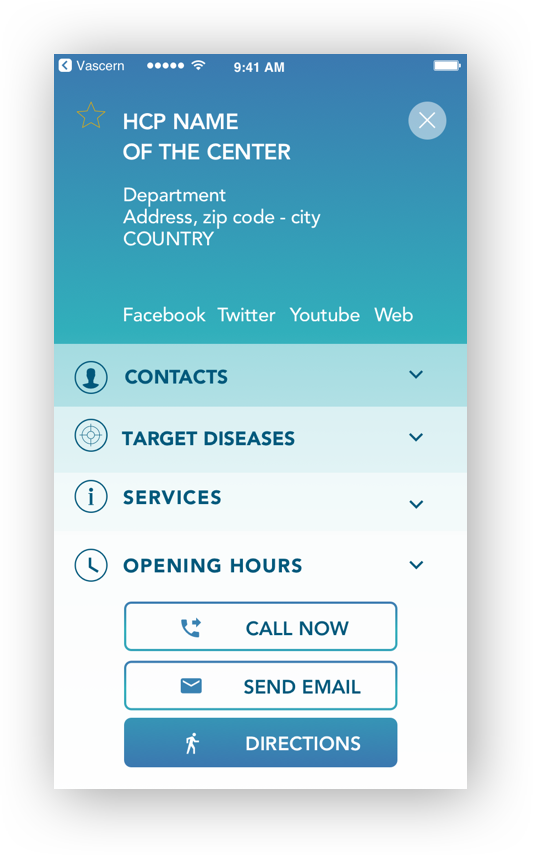 Vascern 9:41 AM
HCP NAME
OF THE CENTER
Department
Address, zip code - city
COUNTRY
Facebook Twitter Youtube Web
CONTACTS
TARGET DISEASES
SERVICES
OPENING HOURS
CALL NOW
SEND EMAIL
DIRECTIONS